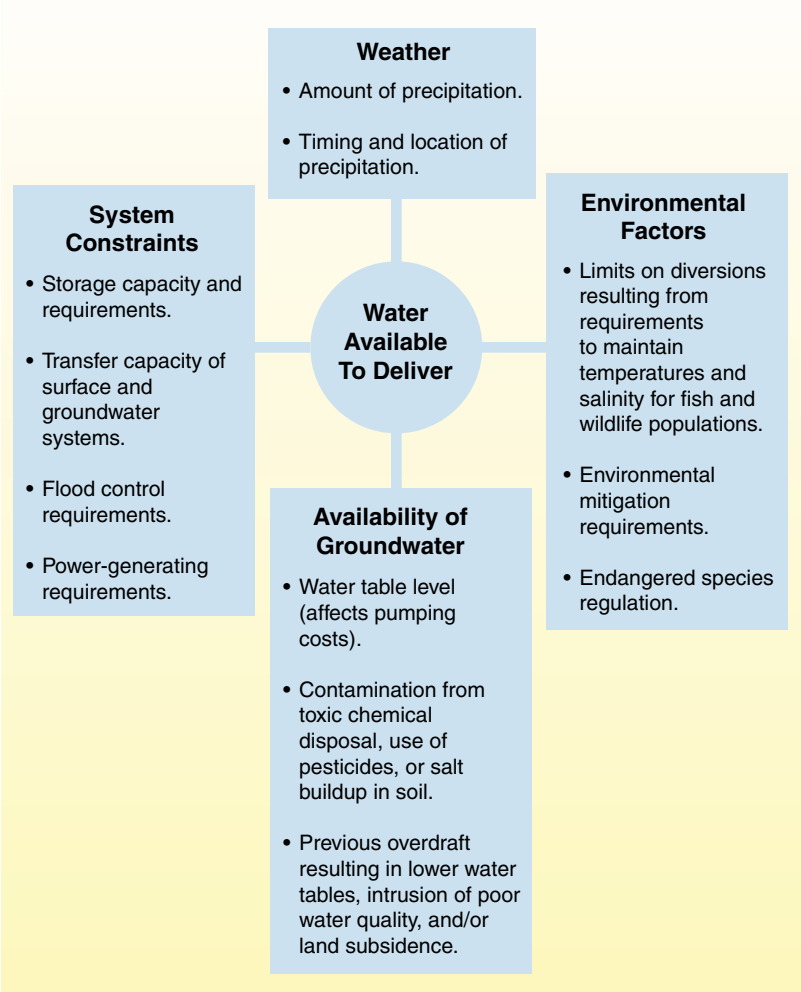 Weather
• Amount of precipitation.
• Timing and location of
precipitation.
System
Constraints
• Storage capacity and
requirements.
• Transfer capacity of
surface and
groundwater
systems.
• Flood control
requirements.
• Power-generating
requirements.
Water
Available
To Deliver
Environmental
Factors
• Limits on diversions
resulting from
requirements
to maintain
temperatures and
salinity for fish and
wildlife populations.
• Environmental
mitigation
requirements.
• Endangered species
regulation.
Availability of
Groundwater
• Water table level
(affects pumping
costs).
• Contamination from
toxic chemical
disposal, use of
pesticides, or salt
buildup in soil.
• Previous overdraft
resulting in lower water
tables, intrusion of poor
water quality, and/or
land subsidence.